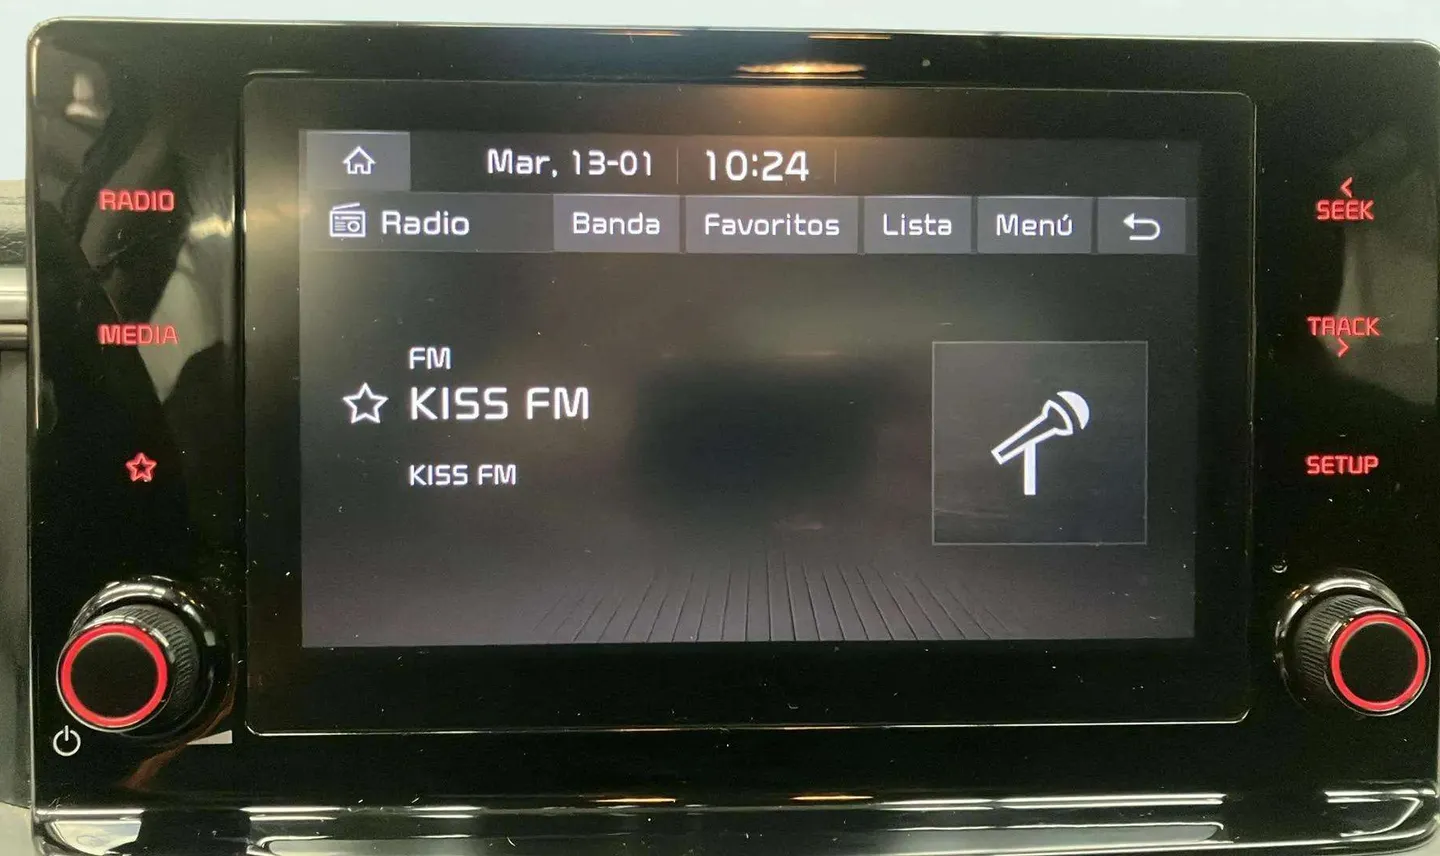 Mar, 13-01 10:24
Radio Banda Favoritos Lista Menú
FM
KISS FM
KISS FM
RADIO
MEDIA
SEEK
TRACK
SETUP